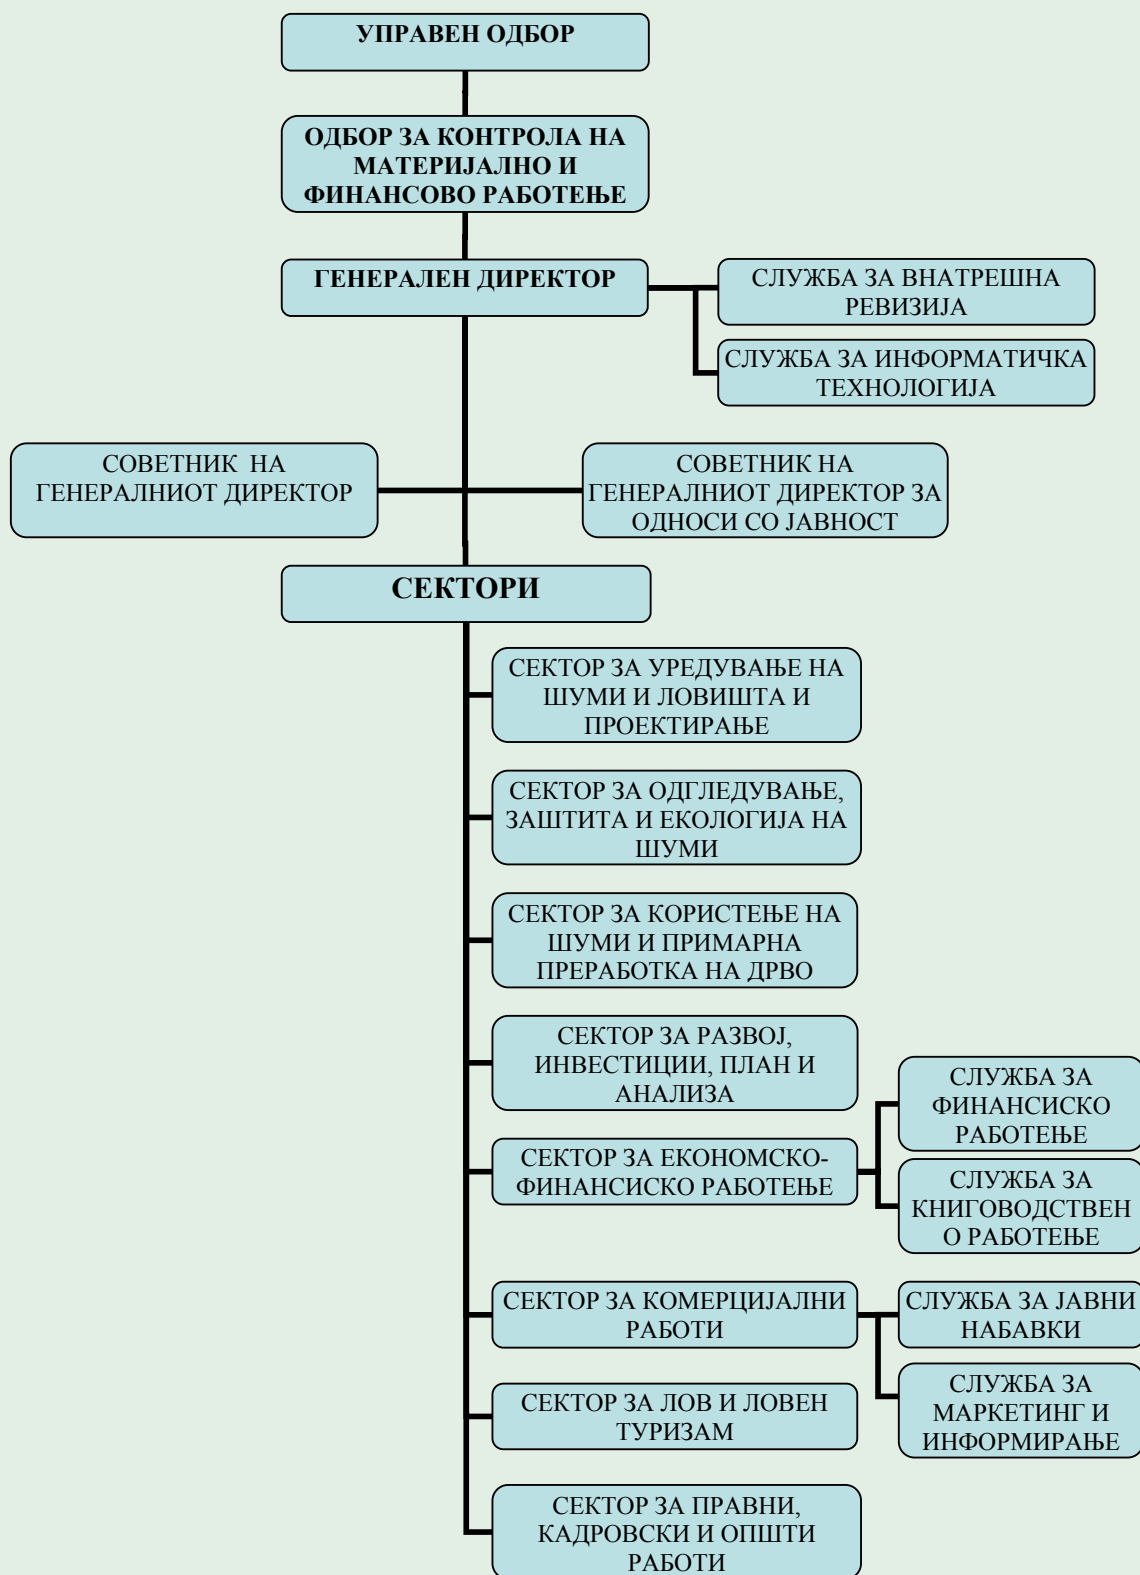 УПРАВЕН ОДБОР
ОДБОР ЗА КОНТРОЛА НА
МАТЕРИЈАЛНО И
ФИНАНСОВО РАБОТЕЊЕ
ГЕНЕРАЛЕН ДИРЕКТОР
СЛУЖБА ЗА ВНАТРЕШНА
РЕВИЗИЈА
СЛУЖБА ЗА ИНФОРМАТИЧКА
ТЕХНОЛОГИЈА
СОВЕТНИК НА
ГЕНЕРАЛНИОТ ДИРЕКТОР
СОВЕТНИК НА
ГЕНЕРАЛНИОТ ДИРЕКТОР ЗА
ОДНОСИ СО ЈАВНОСТ
СЕКТОРИ
СЕКТОР ЗА УРЕДУВАЊЕ НА
ШУМИ И ЛОВИШТА И
ПРОЕКТИРАЊЕ
СЕКТОР ЗА ОДГЛЕДУВАЊЕ,
ЗАШТИТА И ЕКОЛОГИЈА НА
ШУМИ
СЕКТОР ЗА КОРИСТЕЊЕ НА
ШУМИ И ПРИМАРНА
ПРЕРАБОТКА НА ДРВО
СЕКТОР ЗА РАЗВОЈ,
ИНВЕСТИЦИИ, ПЛАН И
АНАЛИЗА
СЕКТОР ЗА ЕКОНОМСКО-
ФИНАНСИСКО РАБОТЕЊЕ
СЛУЖБА ЗА
ФИНАНСИСКО
РАБОТЕЊЕ
СЛУЖБА ЗА
КНИГОВОДСТВЕН
О РАБОТЕЊЕ
СЕКТОР ЗА КОМЕРЦИЈАЛНИ
РАБОТИ
СЛУЖБА ЗА ЈАВНИ
НАБАВКИ
СЛУЖБА ЗА
МАРКЕТИНГ И
ИНФОРМИРАЊЕ
СЕКТОР ЗА ЛОВ И ЛОВЕН
ТУРИЗАМ
СЕКТОР ЗА ПРАВНИ,
КАДРОВСКИ И ОПШТИ
РАБОТИ